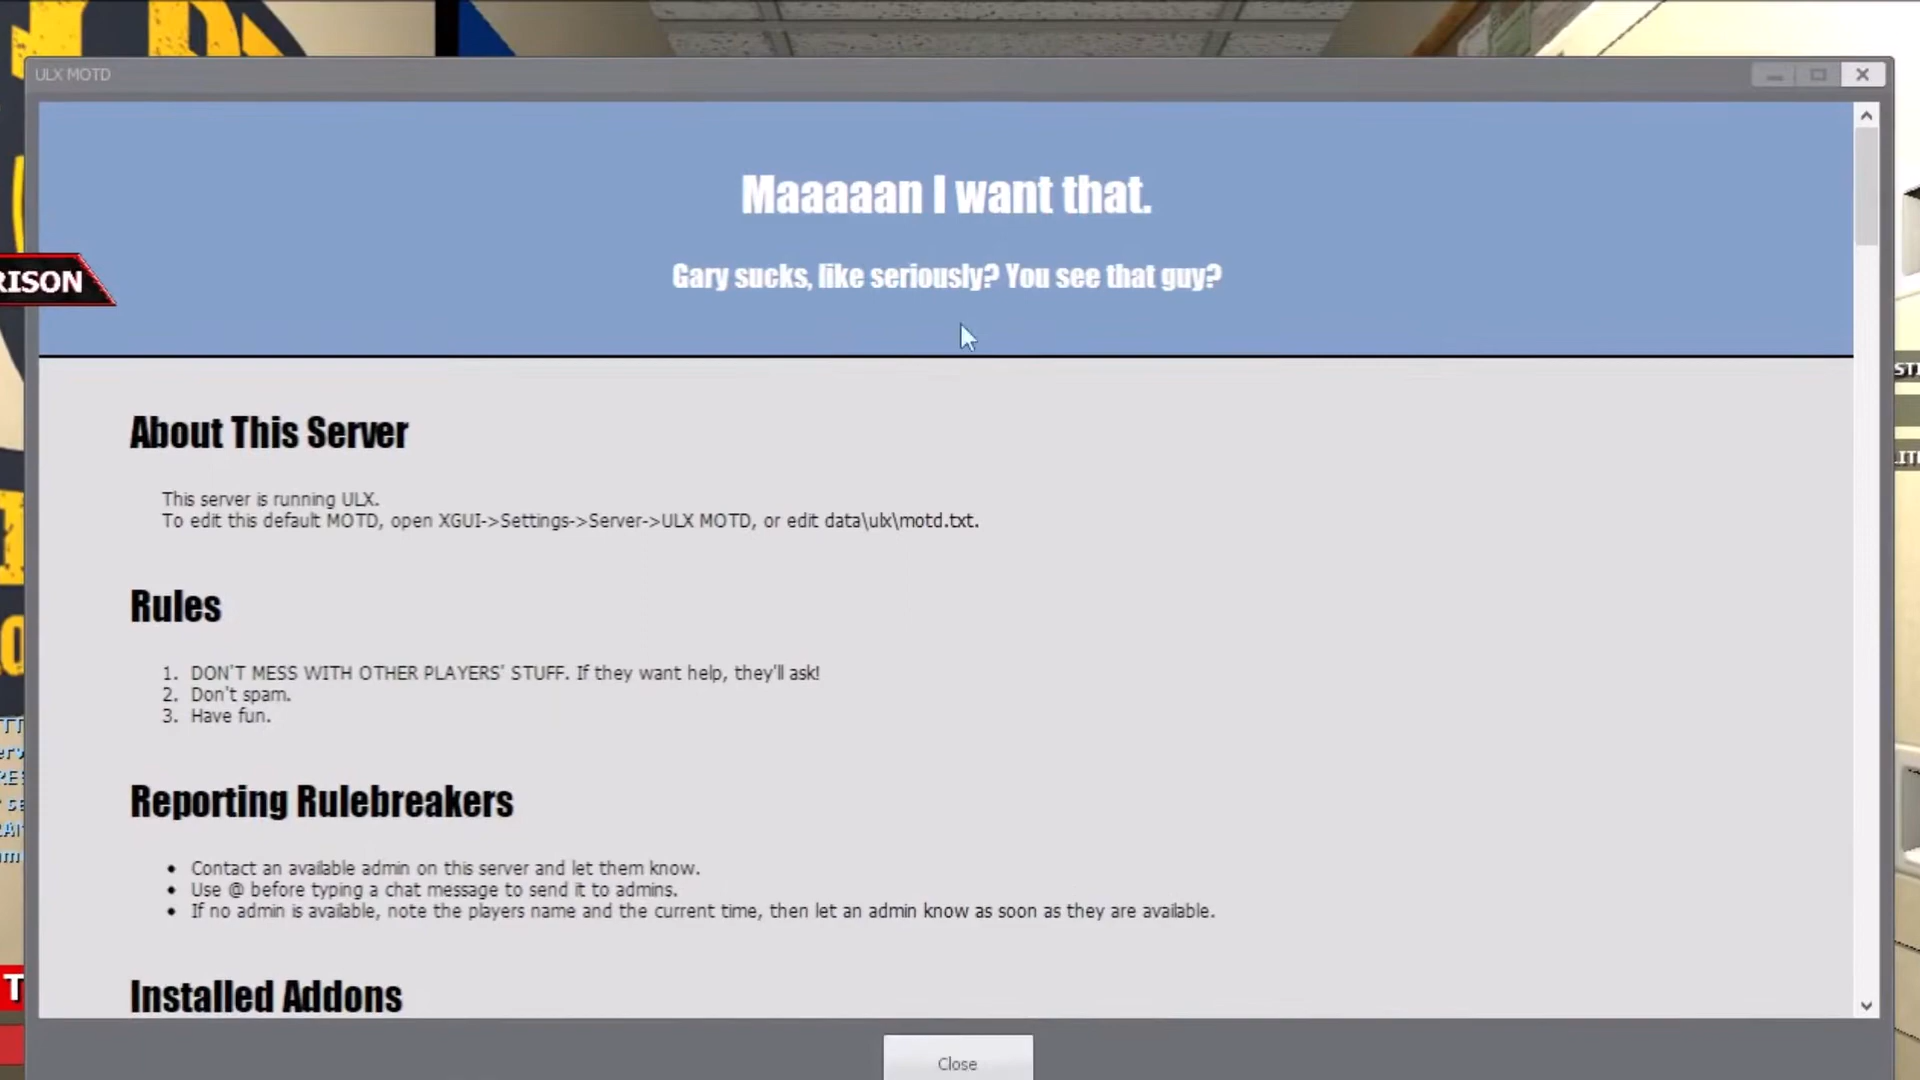 ULX MOTD
Maaaaan I want that.
Gary sucks, like seriously? You see that guy?
RISON
About This Server
This server is running ULX.
To edit this default MOTD, open XGUI->Settings->Server->ULX MOTD, or edit data\ulx\motd.txt.
Rules
1. DON'T MESS WITH OTHER PLAYERS' STUFF. If they want help, they'll ask!
2. Don't spam.
3. Have fun.
Reporting Rulebreakers
• Contact an available admin on this server and let them know.
• Use @ before typing a chat message to send it to admins.
• If no admin is available, note the players name and the current time, then let an admin know as soon as they are available.
Installed Addons
Close